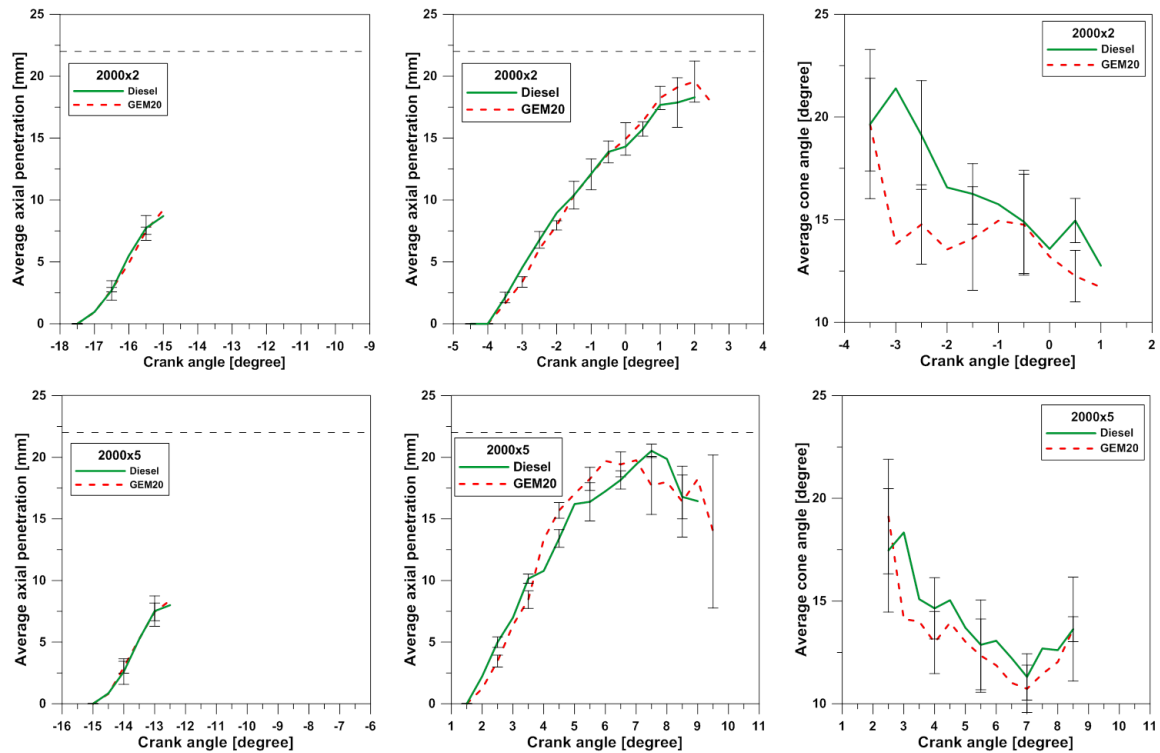 25
20
15
10
5
0
Average axial penetration [mm]
2000x2
Diesel
GEM20
-18 -17 -16 -15 -14 -13 -12 -11 -10 -9
Crank angle [degree]
25
20
15
10
5
0
Average axial penetration [mm]
2000x2
Diesel
GEM20
-5 -4 -3 -2 -1 0 1 2 3 4
Crank angle [degree]
25
20
15
10
Average cone angle [degree]
2000x2
Diesel
GEM20
-4 -3 -2 -1 0 1 2
Crank angle [degree]
25
20
15
10
5
0
Average axial penetration [mm]
2000x5
Diesel
GEM20
-16 -15 -14 -13 -12 -11 -10 -9 -8 -7 -6
Crank angle [degree]
25
20
15
10
5
0
Average axial penetration [mm]
2000x5
Diesel
GEM20
1 2 3 4 5 6 7 8 9 10 11
Crank angle [degree]
25
20
15
10
Average cone angle [degree]
2000x5
Diesel
GEM20
1 2 3 4 5 6 7 8 9 10 11
Crank angle [degree]